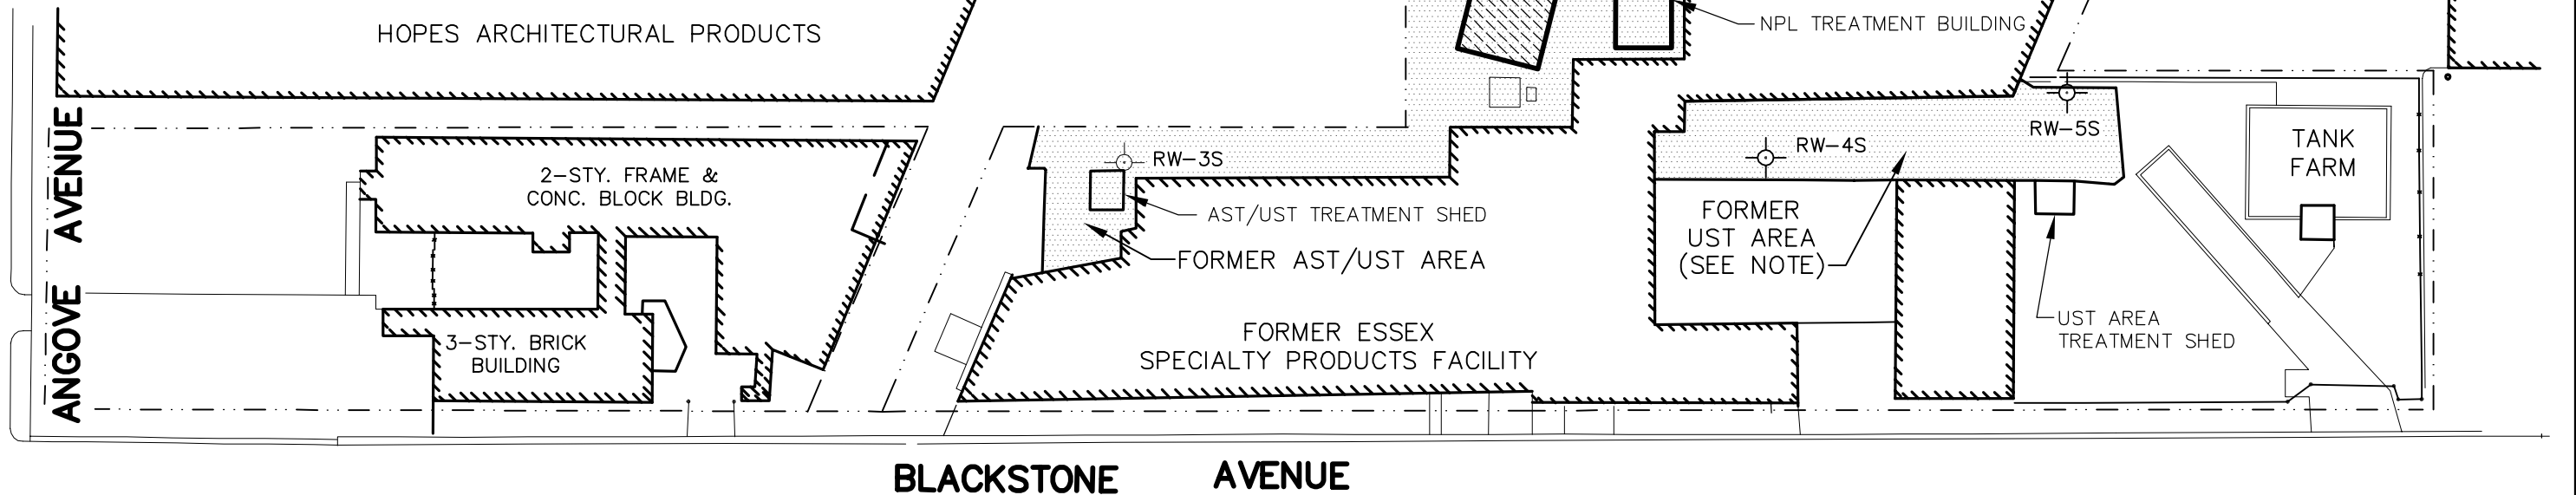 HOPES ARCHITECTURAL PRODUCTS
NPL TREATMENT BUILDING
ANGOVE AVENUE
2-STY. FRAME &
CONC. BLOCK BLDG.
RW-3S
RW-4S
RW-5S
TANK
FARM
AST/UST TREATMENT SHED
FORMER AST/UST AREA
FORMER
UST AREA
(SEE NOTE)
UST AREA
TREATMENT SHED
3-STY. BRICK
BUILDING
FORMER ESSEX
SPECIALTY PRODUCTS FACILITY
BLACKSTONE AVENUE